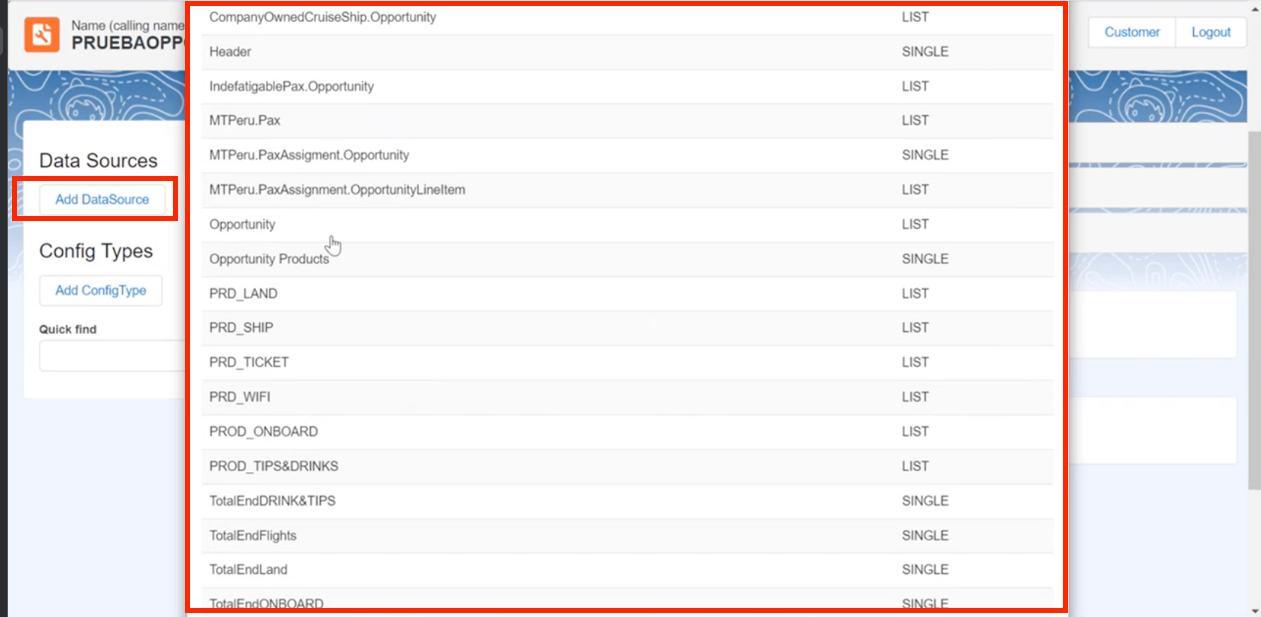 Name (calling name
PRUEBAOPP
Customer
Logout
Data Sources
Add DataSource
Config Types
Add ConfigType
Quick find
CompanyOwnedCruiseShip.Opportunity LIST
Header SINGLE
IndefatigablePax.Opportunity LIST
MTPeru.Pax LIST
MTPeru.PaxAssigment.Opportunity SINGLE
MTPeru.PaxAssignment.OpportunityLineItem LIST
Opportunity LIST
Opportunity Products SINGLE
PRD_LAND LIST
PRD_SHIP LIST
PRD_TICKET LIST
PRD_WIFI LIST
PROD_ONBOARD LIST
PROD_TIPS&DRINKS LIST
TotalEndDRINK&TIPS SINGLE
TotalEndFlights SINGLE
TotalEndLand SINGLE
TotalEndONBOARD SINGLE